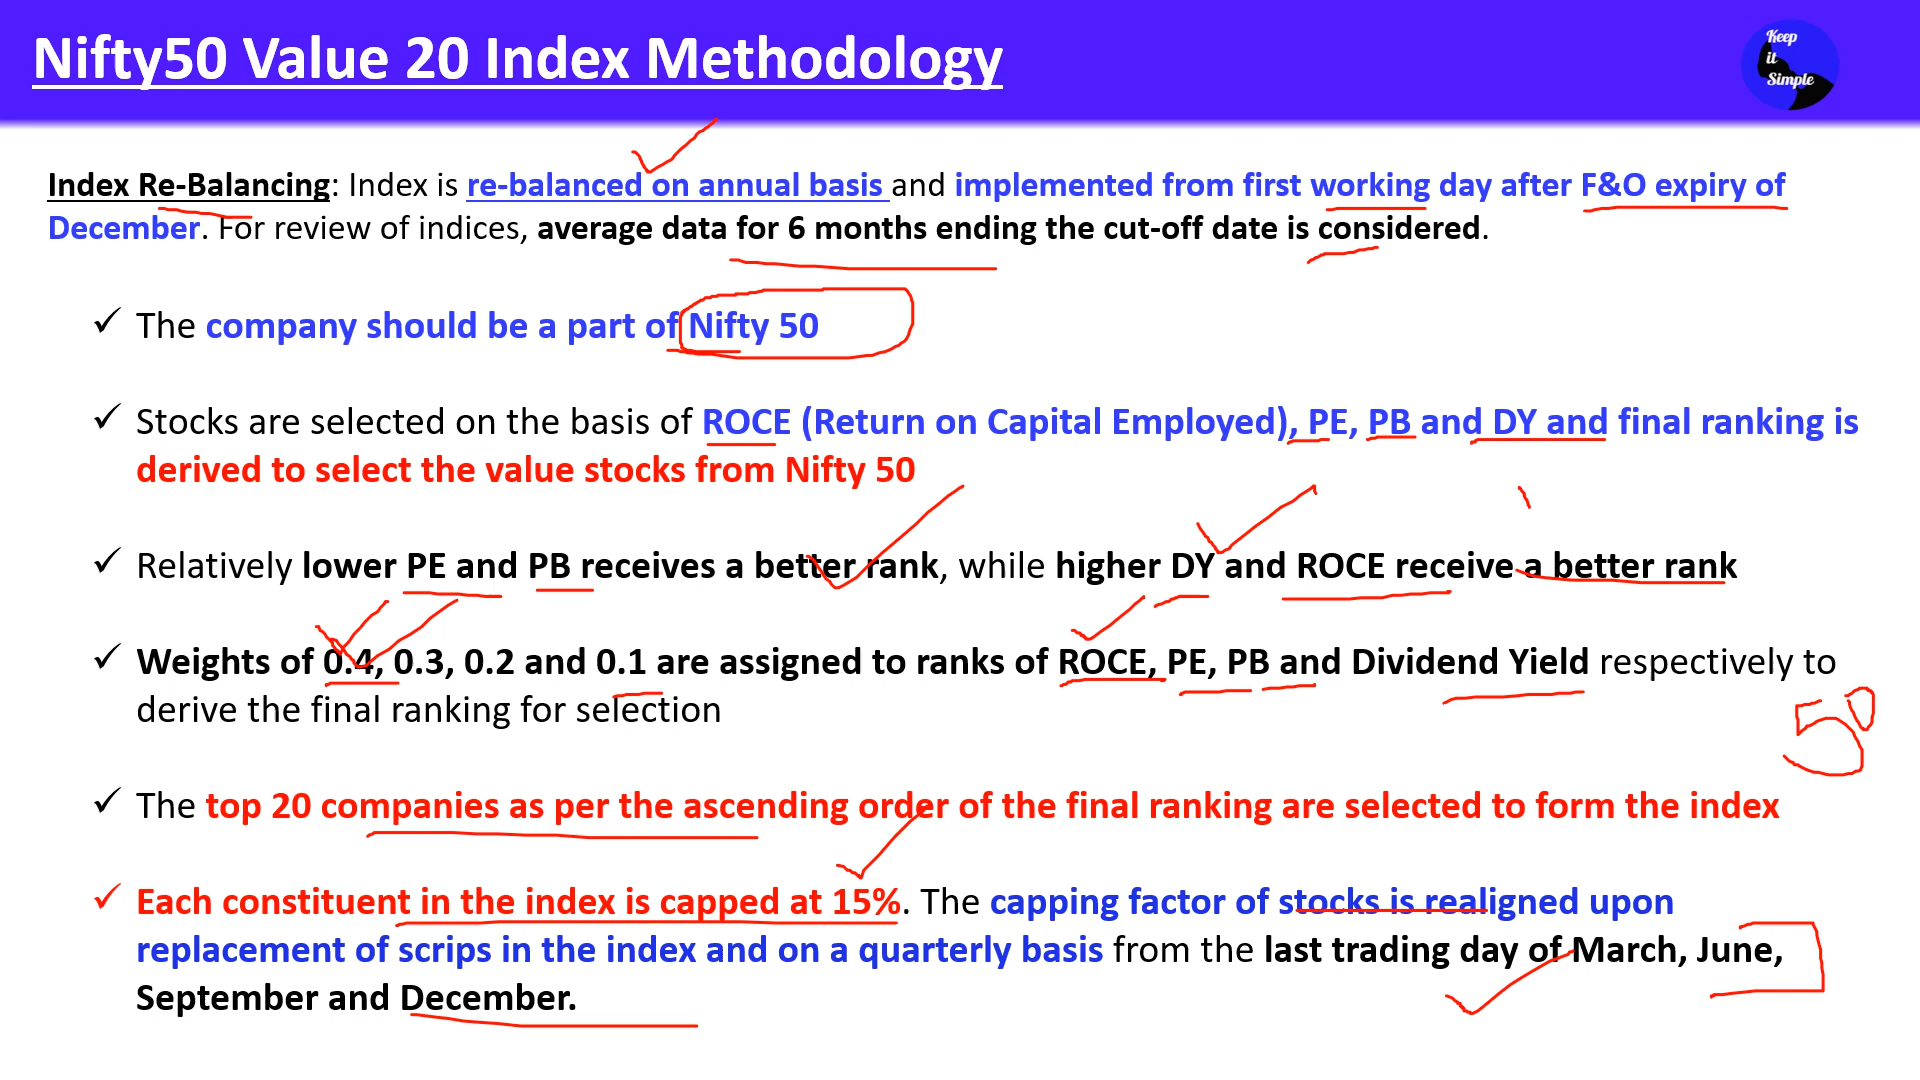 Nifty50 Value 20 Index Methodology
Keep
it
Simple
Index Re-Balancing: Index is re-balanced on annual basis and implemented from first working day after F&O expiry of
December. For review of indices, average data for 6 months ending the cut-off date is considered.
✓ The company should be a part of Nifty 50
✓ Stocks are selected on the basis of ROCE (Return on Capital Employed), PE, PB and DY and final ranking is
derived to select the value stocks from Nifty 50
✓ Relatively lower PE and PB receives a better rank, while higher DY and ROCE receive a better rank
✓ Weights of 0.4, 0.3, 0.2 and 0.1 are assigned to ranks of ROCE, PE, PB and Dividend Yield respectively to
derive the final ranking for selection
50
✓ The top 20 companies as per the ascending order of the final ranking are selected to form the index
✓ Each constituent in the index is capped at 15%. The capping factor of stocks is realigned upon
replacement of scrips in the index and on a quarterly basis from the last trading day of March, June,
September and December.